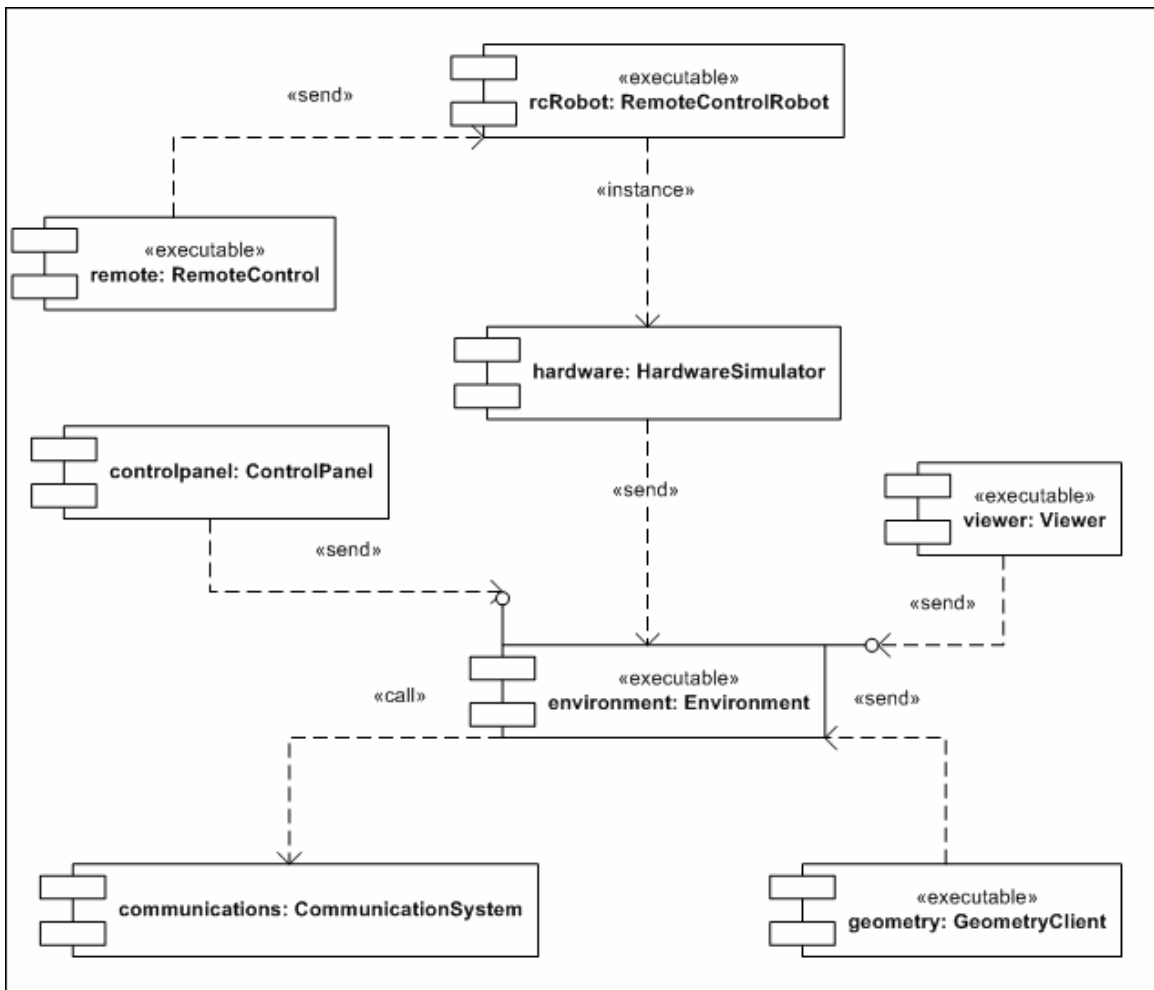 «executable»
rcRobot: RemoteControlRobot
«send»
«instance»
«executable»
remote: RemoteControl
hardware: HardwareSimulator
controlpanel: ControlPanel
«send»
«executable»
viewer: Viewer
«send»
«send»
«executable»
environment: Environment
«call»
«send»
communications: CommunicationSystem
«executable»
geometry: GeometryClient